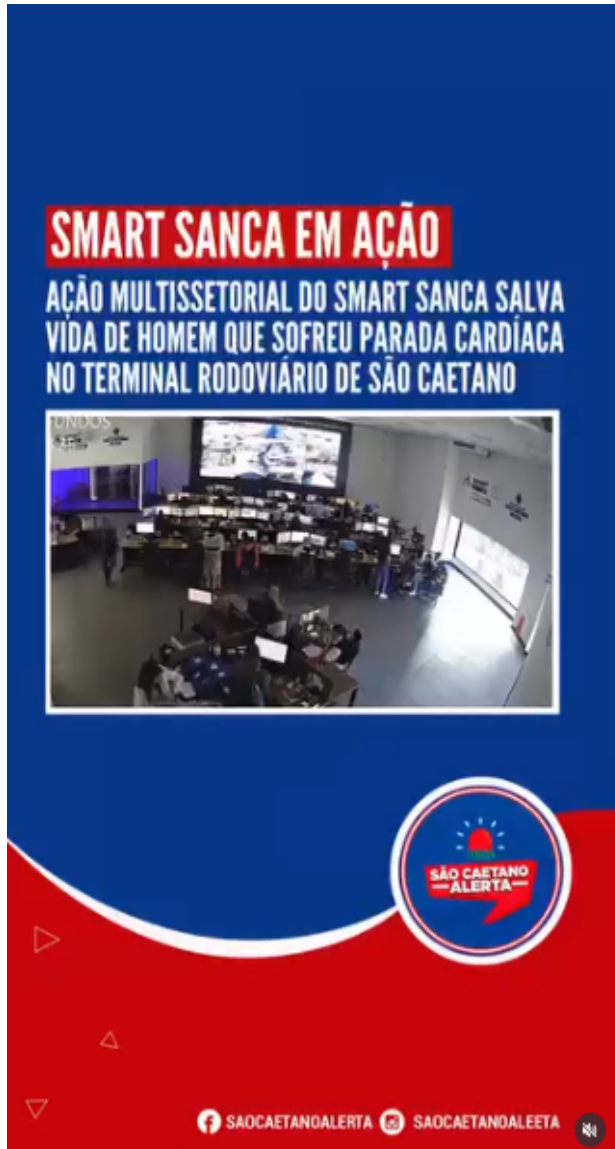 SMART SANCA EM AÇÃO
AÇÃO MULTISSETORIAL DO SMART SANCA SALVA
VIDA DE HOMEM QUE SOFREU PARADA CARDÍACA
NO TERMINAL RODOVIÁRIO DE SÃO CAETANO
FUNDOS
SÃO CAETANO
ALERTA
SAOCAETANOALERTA
SAOCAETANOALEETA